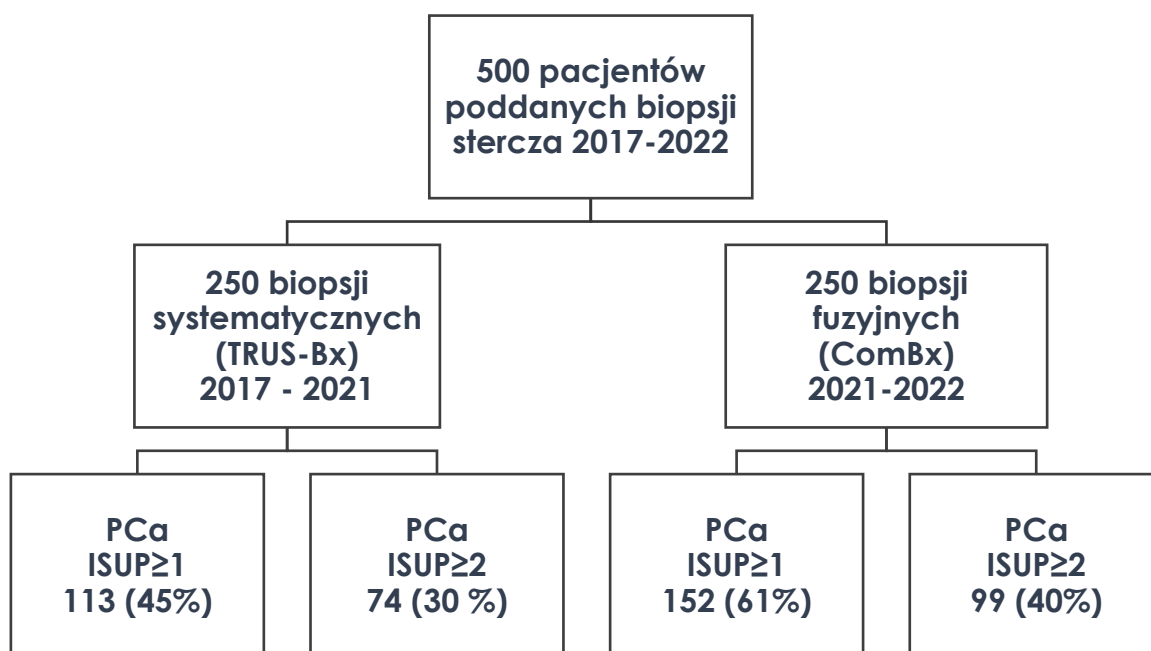 500 pacjentów
poddanych biopsji
stercza 2017-2022
250 biopsji
systematycznych
(TRUS-Bx)
2017 - 2021
250 biopsji
fuzyjnych
(ComBx)
2021-2022
PCa
ISUP≥1
113 (45%)
PCa
ISUP≥2
74 (30 %)
PCa
ISUP≥1
152 (61%)
PCa
ISUP≥2
99 (40%)